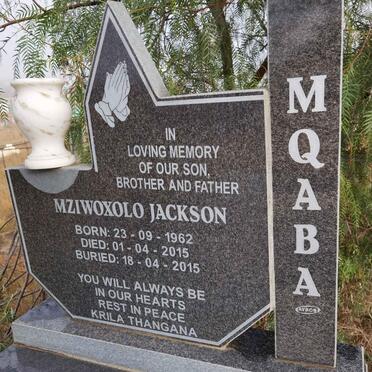 IN
LOVING MEMORY
OF OUR SON,
BROTHER AND FATHER
MZIWOXOLO JACKSON
BORN: 23 - 09 - 1962
DIED: 01 - 04 - 2015
BURIED: 18 - 04 - 2015
YOU WILL ALWAYS BE
IN OUR HEARTS
REST IN PEACE
KRILA THANGANA
MQABA